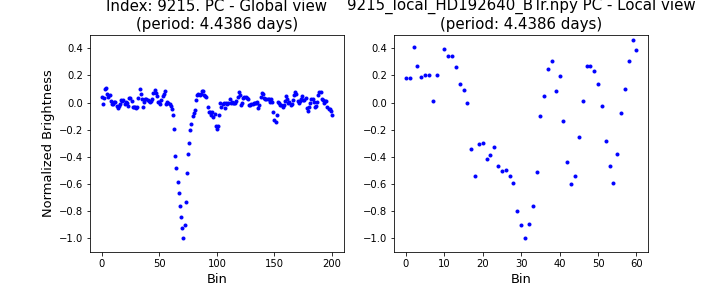 Index: 9215. PC - Global view
(period: 4.4386 days)
9215_local_HD192640_BTr.npy PC - Local view
(period: 4.4386 days)
Normalized Brightness
0.4
0.2
0.0
−0.2
−0.4
−0.6
−0.8
−1.0
0 50 100 150 200
Bin
0.4
0.2
0.0
−0.2
−0.4
−0.6
−0.8
−1.0
0 10 20 30 40 50 60
Bin